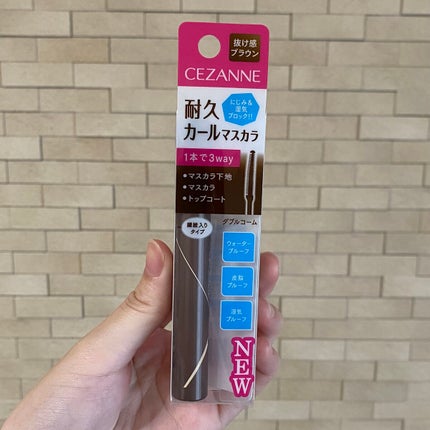 抜け感
ブラウン
CEZANNE
耐久
カールマスカラ
にじみ&
湿気
ブロック!!
1本で3way
●マスカラ下地
●マスカラ
●トップコート
ダブルコーム
繊維入り
タイプ
ウォーター
プルーフ
皮脂
プルーフ
湿気
プルーフ
NEW